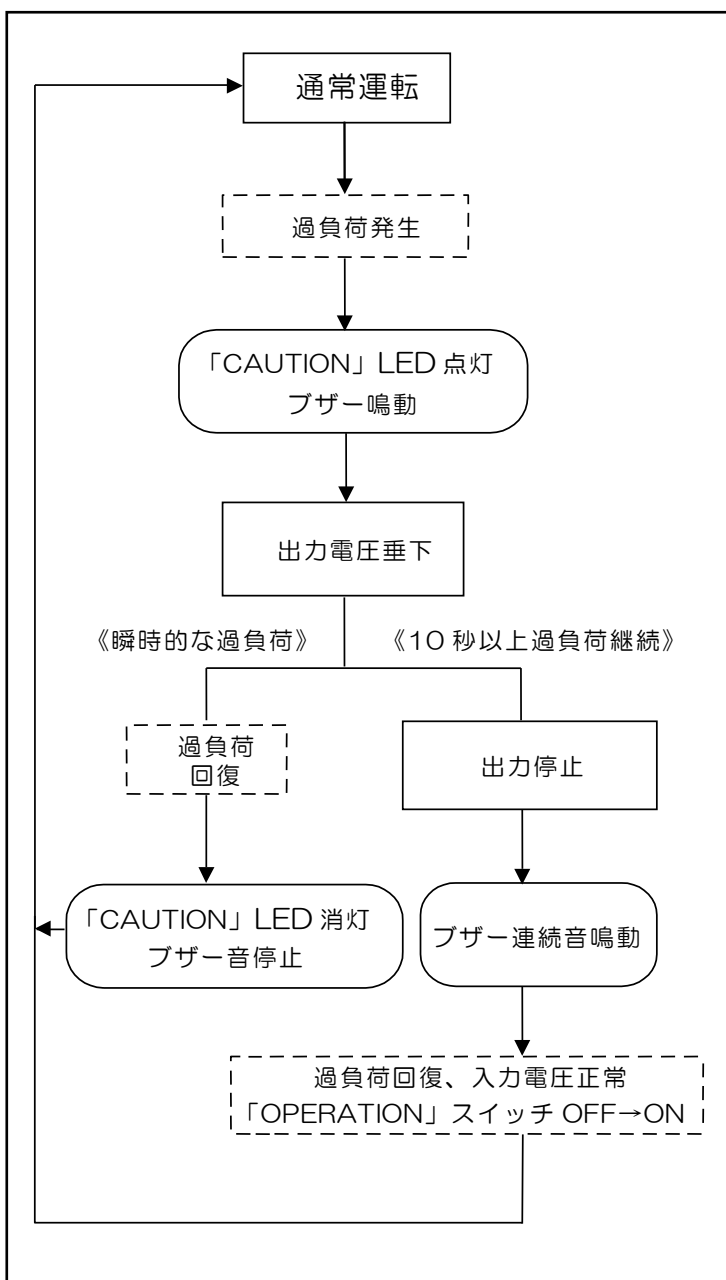 通常運転
過負荷発生
「CAUTION」LED 点灯
ブザー鳴動
出力電圧垂下
《瞬時的な過負荷》
《10 秒以上過負荷継続》
過負荷
回復
出力停止
「CAUTION」LED 消灯
ブザー音停止
ブザー連続音鳴動
過負荷回復、入力電圧正常
「OPERATION」スイッチ OFF→ON